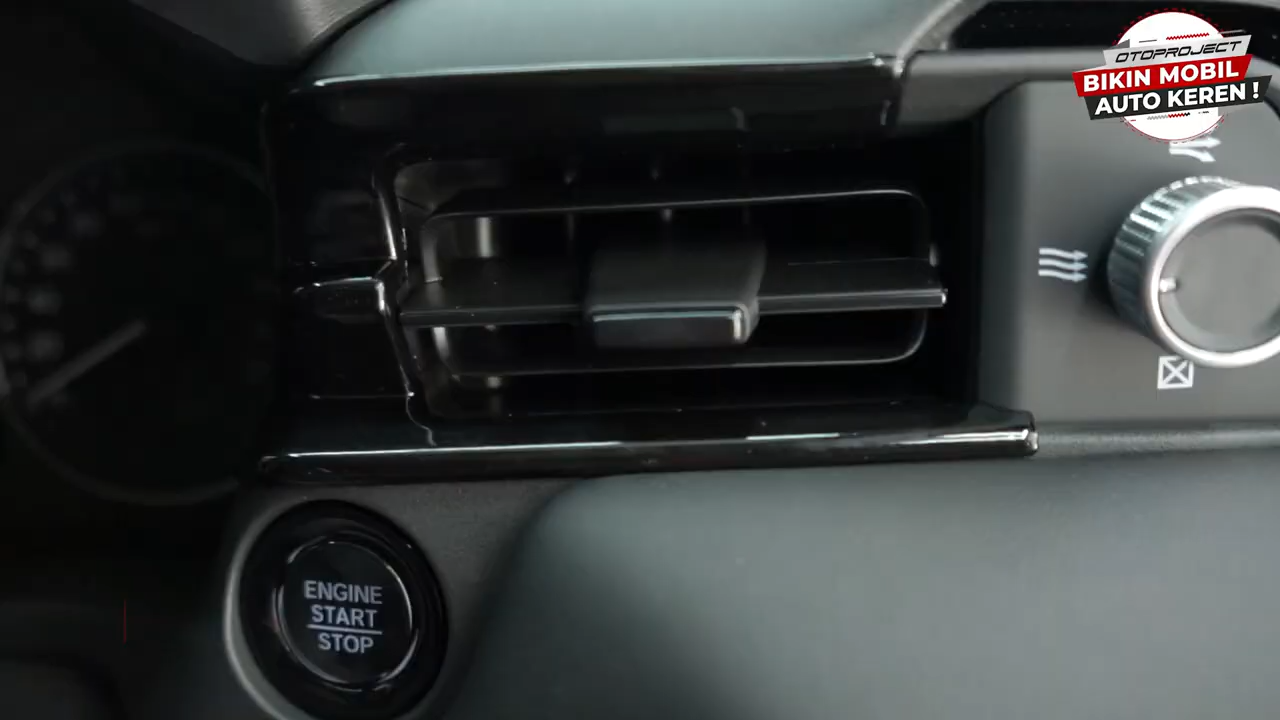 OTOPROJECT
BIKIN MOBIL
AUTO KEREN !
ENGINE
START
STOP